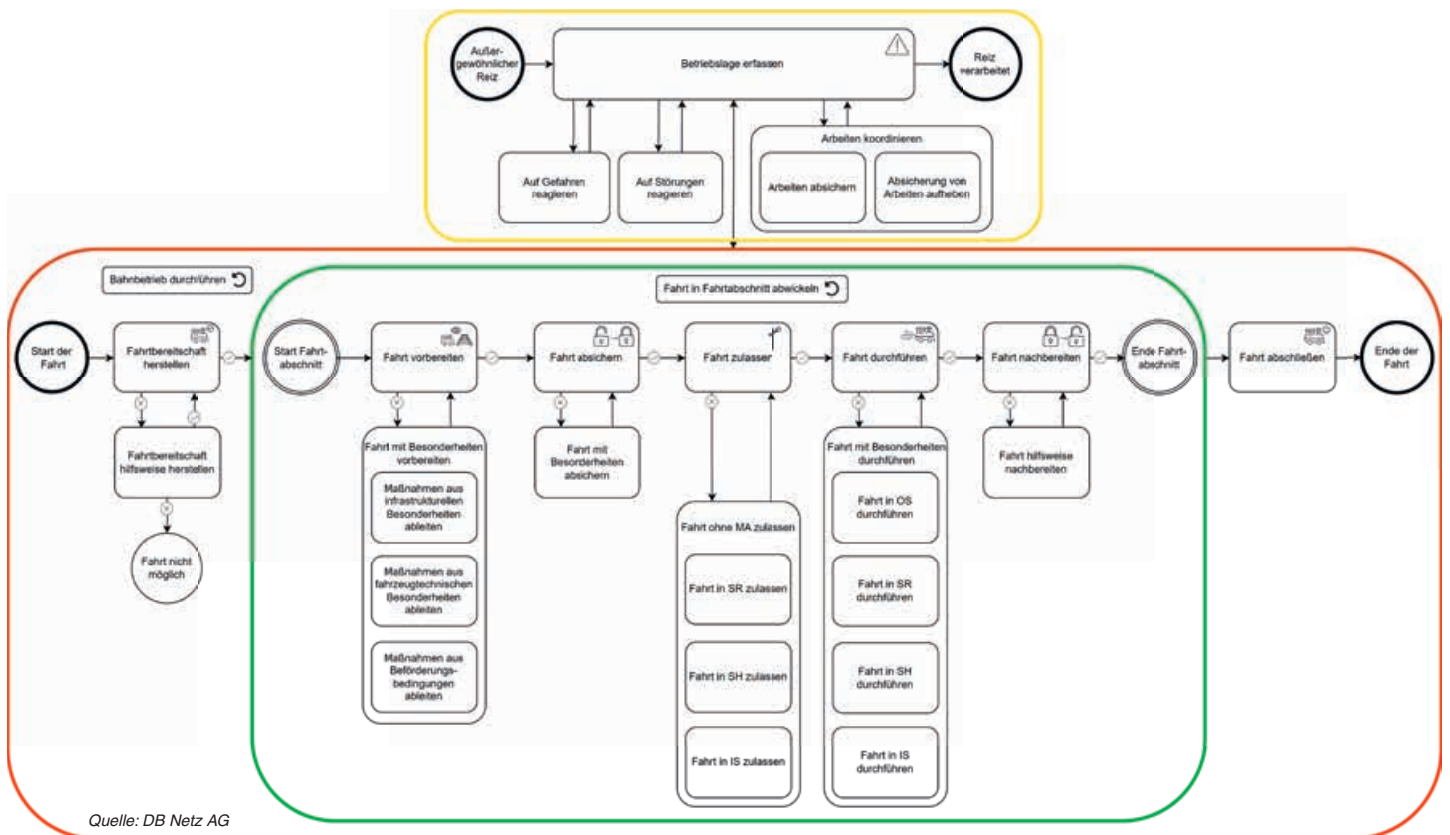 Außer-
gewöhnlicher
Reiz
Betriebslage erfassen
Reiz
verarbeitet
Auf Gefahren
reagieren
Auf Störungen
reagieren
Arbeiten koordinieren
Arbeiten absichern
Absicherung von
Arbeiten aufheben
Bahnbetrieb durchführen
Fahrt in Fahrtabschnitt abwickeln
Start der
Fahrt
Fahrtbereitschaft
herstellen
Start Fahrt-
abschnitt
Fahrt vorbereiten
Fahrt absichern
Fahrt zulasser
Fahrt durchführen
Fahrt nachbereiten
Ende Fahrt-
abschnitt
Fahrt abschließen
Ende der
Fahrt
Fahrtbereitschaft
hilfsweise herstellen
Fahrt nicht
möglich
Fahrt mit Besonderheiten
vorbereiten
Maßnahmen aus
infrastrukturellen
Besonderheiten
ableiten
Maßnahmen aus
fahrzeugtechnischen
Besonderheiten
ableiten
Maßnahmen aus
Beförderungs-
bedingungen
ableiten
Fahrt mit
Besonderheiten
absichern
Fahrt ohne MA zulassen
Fahrt in SR zulassen
Fahrt in SH zulassen
Fahrt in IS zulassen
Fahrt mit Besonderheiten
durchführen
Fahrt in OS
durchführen
Fahrt in SR
durchführen
Fahrt in SH
durchführen
Fahrt in IS
durchführen
Fahrt hilfsweise
nachbereiten
Quelle: DB Netz AG